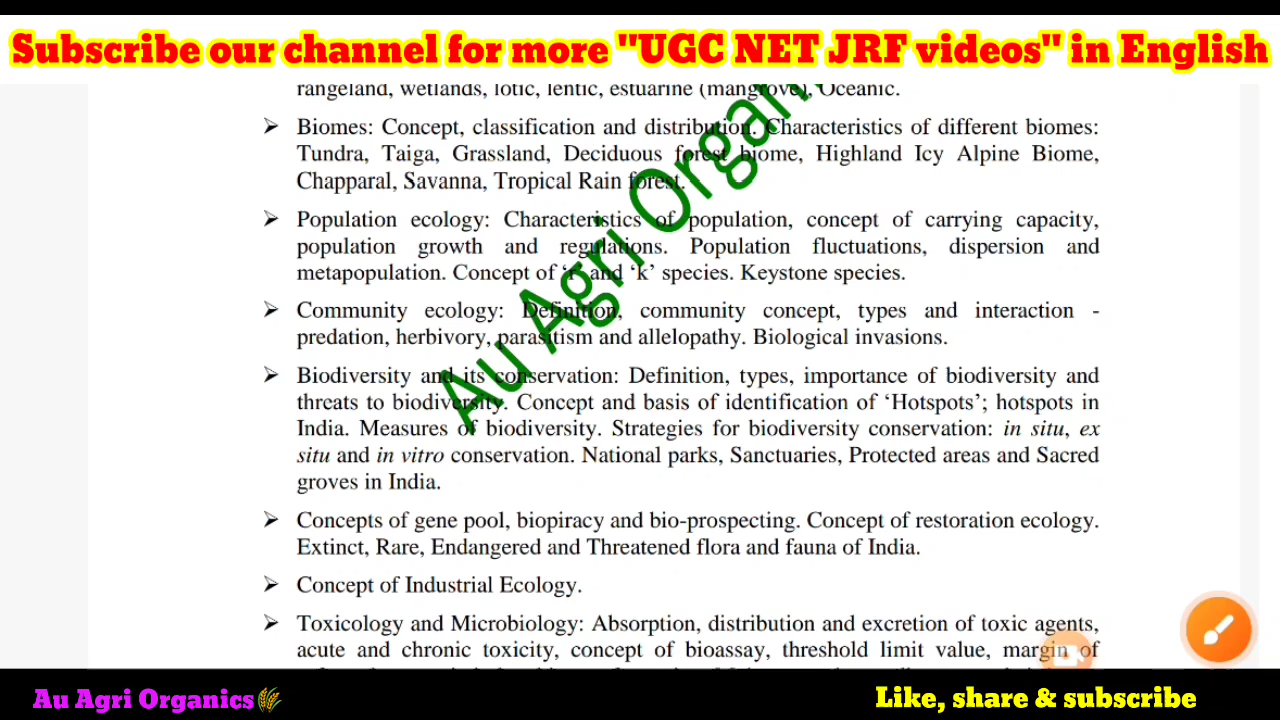 Subscribe our channel for more "UGC NET JRF videos" in English
rangeland, wetlands, lotic, lentic, estuarine (mangrove), Oceanic.
➢ Biomes: Concept, classification and distribution. Characteristics of different biomes:
Tundra, Taiga, Grassland, Deciduous forest biome, Highland Icy Alpine Biome,
Chapparal, Savanna, Tropical Rain forest.
➢ Population ecology: Characteristics of population, concept of carrying capacity,
population growth and regulations. Population fluctuations, dispersion and
metapopulation. Concept of ‘r’ and ‘k’ species. Keystone species.
➢ Community ecology: Definition, community concept, types and interaction -
predation, herbivory, parasitism and allelopathy. Biological invasions.
➢ Biodiversity and its conservation: Definition, types, importance of biodiversity and
threats to biodiversity. Concept and basis of identification of ‘Hotspots’; hotspots in
India. Measures of biodiversity. Strategies for biodiversity conservation: in situ, ex
situ and in vitro conservation. National parks, Sanctuaries, Protected areas and Sacred
groves in India.
➢ Concepts of gene pool, biopiracy and bio-prospecting. Concept of restoration ecology.
Extinct, Rare, Endangered and Threatened flora and fauna of India.
➢ Concept of Industrial Ecology.
➢ Toxicology and Microbiology: Absorption, distribution and excretion of toxic agents,
acute and chronic toxicity, concept of bioassay, threshold limit value, margin of
Au Agri Organ
Au Agri Organics🌾
Like, share & subscribe